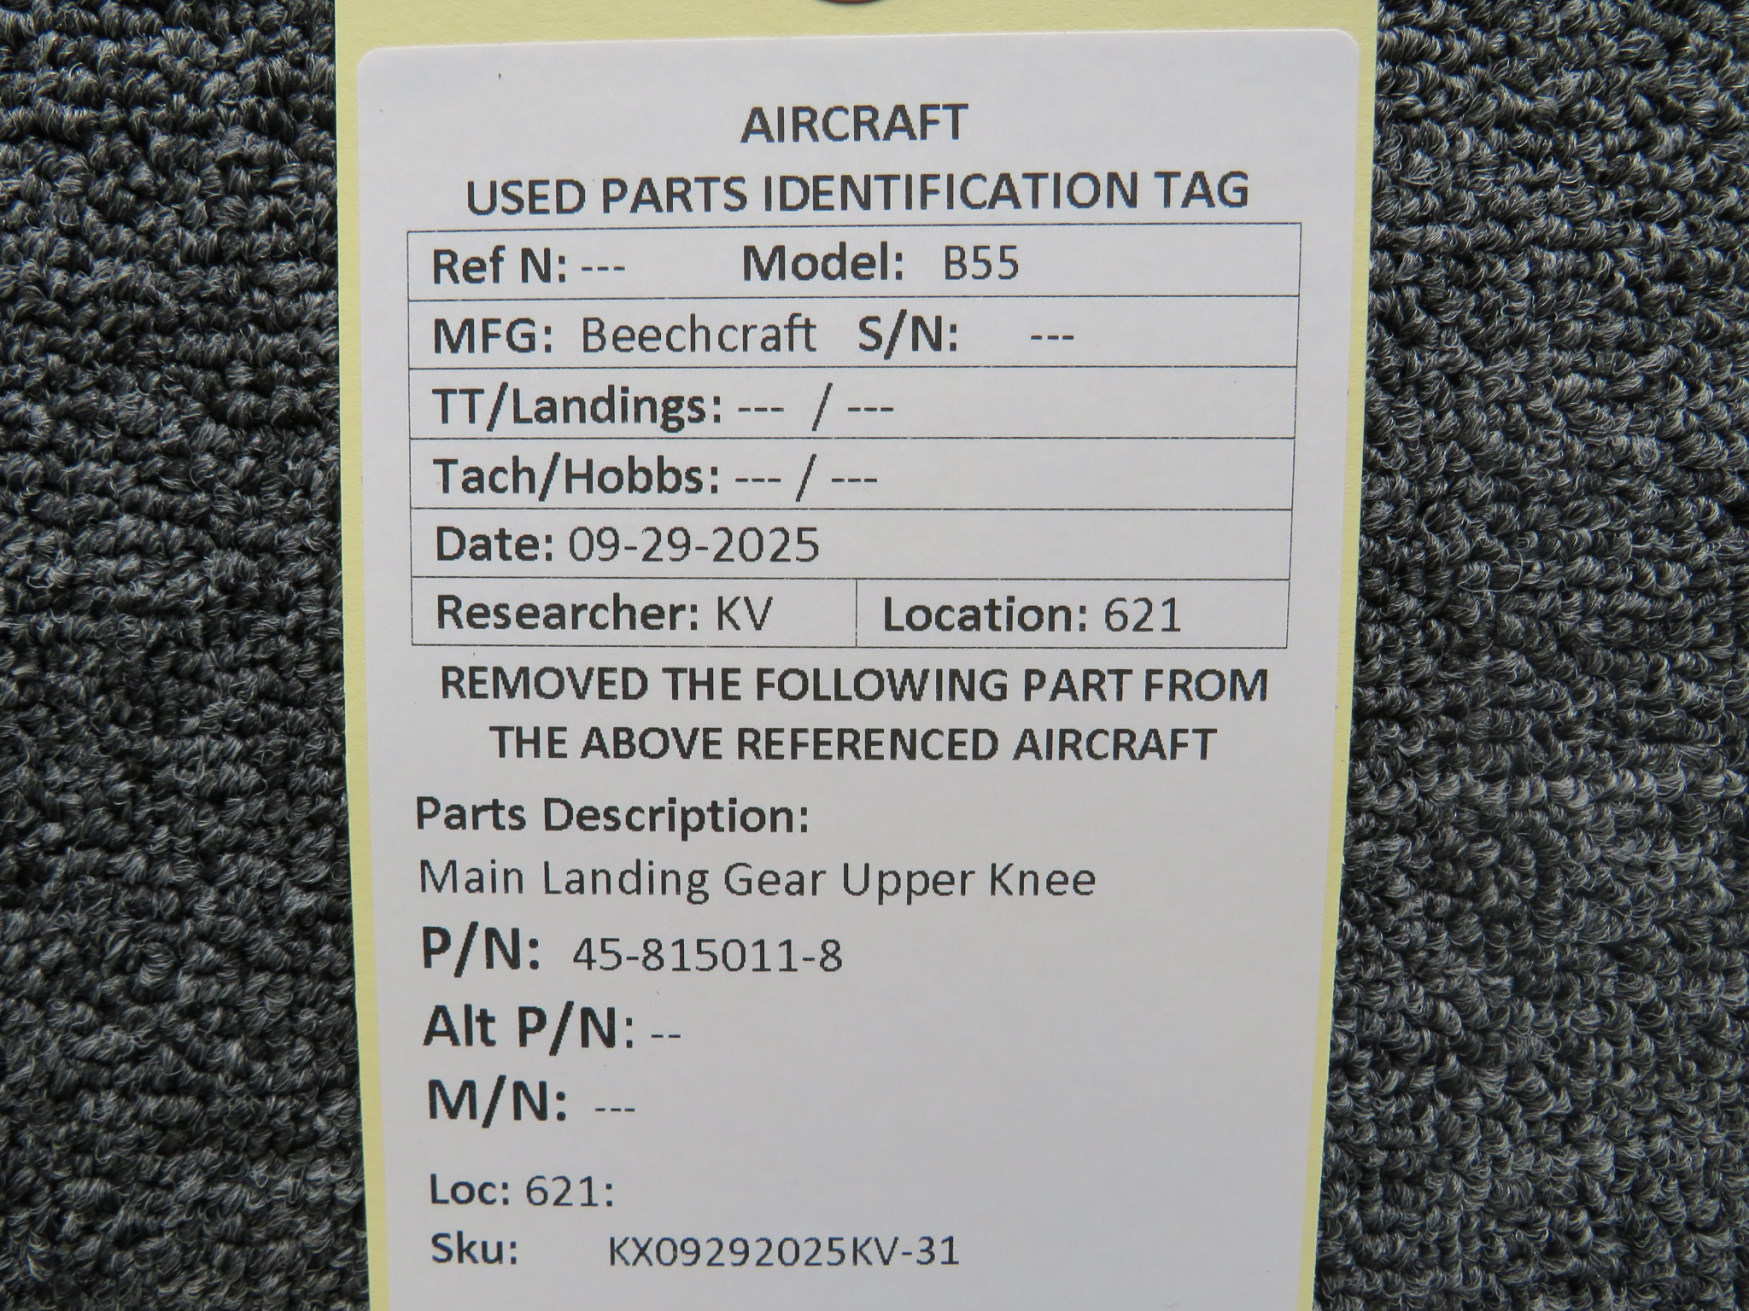 AIRCRAFT
USED PARTS IDENTIFICATION TAG
Ref N: --- Model: B55
MFG: Beechcraft S/N: ---
TT/Landings: --- / ---
Tach/Hobbs: --- / ---
Date: 09-29-2025
Researcher: KV Location: 621
REMOVED THE FOLLOWING PART FROM
THE ABOVE REFERENCED AIRCRAFT
Parts Description:
Main Landing Gear Upper Knee
P/N: 45-815011-8
Alt P/N: --
M/N: ---
Loc: 621:
Sku: KX09292025KV-31